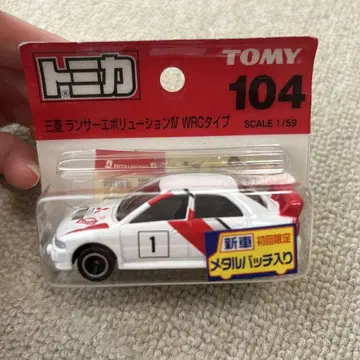 トミカ
TOMY
104
三菱 ランサーエボリューションⅣ WRCタイプ
SCALE 1/59
1
新車 初回限定
メタルバッチ入り